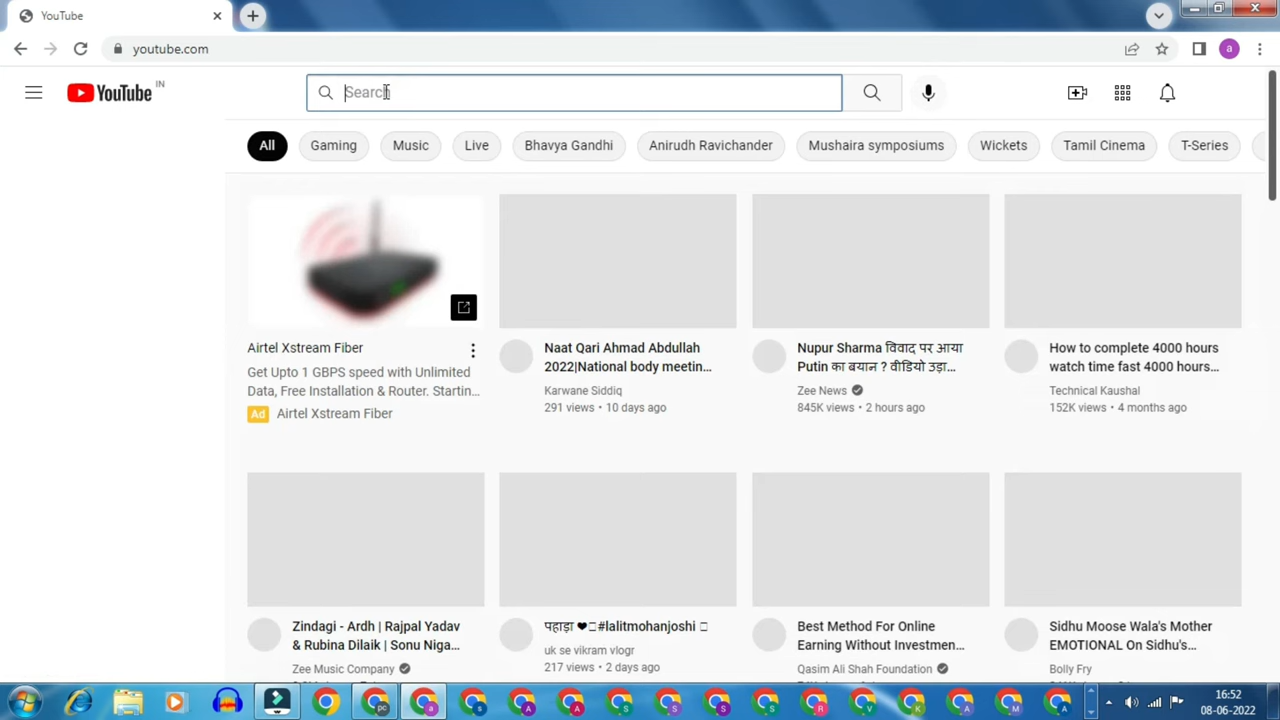 YouTube
youtube.com
a
YouTube IN
Search
All
Gaming
Music
Live
Bhavya Gandhi
Anirudh Ravichander
Mushaira symposiums
Wickets
Tamil Cinema
T-Series
Airtel Xstream Fiber
Get Upto 1 GBPS speed with Unlimited
Data, Free Installation & Router. Startin...
Ad Airtel Xstream Fiber
Naat Qari Ahmad Abdullah
2022|National body meetin...
Karwane Siddiq
291 views • 10 days ago
Nupur Sharma विवाद पर आया
Putin का बयान ? वीडियो उड़ा...
Zee News
845K views • 2 hours ago
How to complete 4000 hours
watch time fast 4000 hours...
Technical Kaushal
152K views • 4 months ago
Zindagi - Ardh | Rajpal Yadav
& Rubina Dilaik | Sonu Niga...
Zee Music Company
पहाड़ा ❤️□#lalitmohanjoshi □
uk se vikram vlogr
217 views • 2 days ago
Best Method For Online
Earning Without Investmen...
Qasim Ali Shah Foundation
Sidhu Moose Wala's Mother
EMOTIONAL On Sidhu's...
Bolly Fry
pc a s A A S S S S S R V K A M A
16:52
08-06-2022